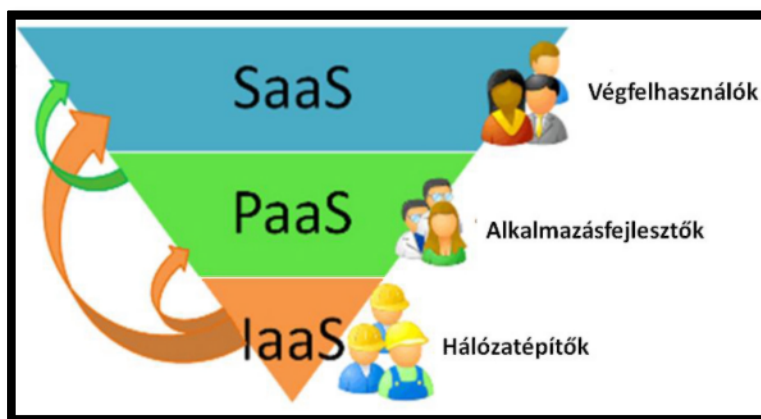 SaaS
Végfelhasználók
PaaS
Alkalmazásfejlesztők
IaaS
Hálózatépítők